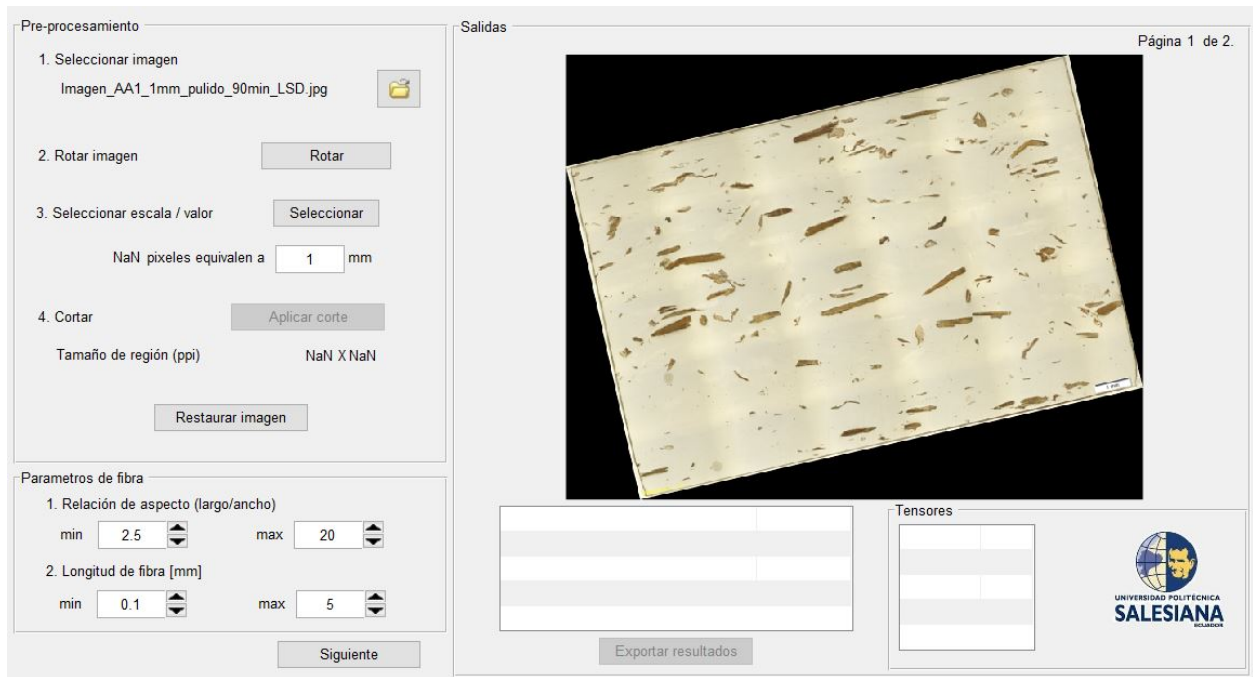 Pre-procesamiento
1. Seleccionar imagen
Imagen_AA1_1mm_pulido_90min_LSD.jpg
2. Rotar imagen
Rotar
3. Seleccionar escala / valor
Seleccionar
NaN pixeles equivalen a 1 mm
4. Cortar
Aplicar corte
Tamaño de región (ppi)
NaN X NaN
Restaurar imagen
Parametros de fibra
1. Relación de aspecto (largo/ancho)
min 2.5 max 20
2. Longitud de fibra [mm]
min 0.1 max 5
Siguiente
Salidas
Página 1 de 2.
1 mm
Exportar resultados
Tensores
UNIVERSIDAD POLITÉCNICA
SALESIANA
ECUADOR